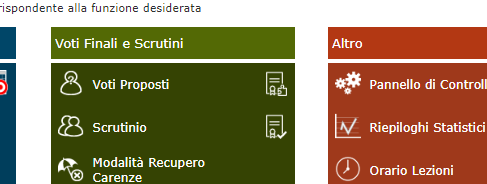 rispondente alla funzione desiderata
Voti Finali e Scrutini
Altro
Voti Proposti
Pannello di Controll
Scrutinio
Riepiloghi Statistici
Modalità Recupero
Carenze
Orario Lezioni